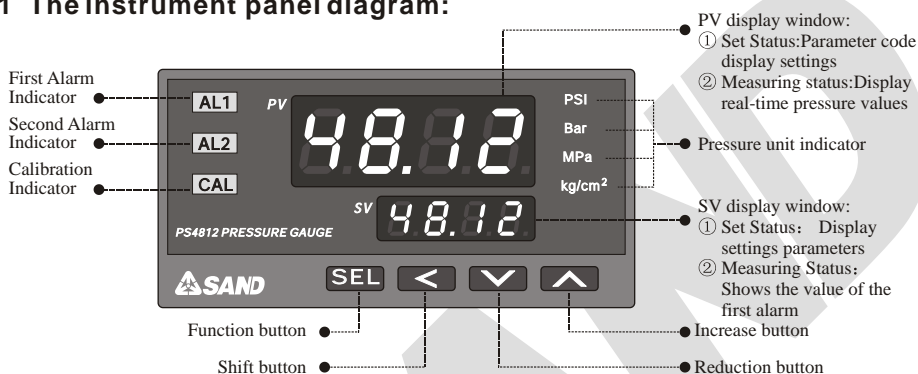 1 The instrument panel diagram:
PV display window:
① Set Status:Parameter code
display settings
② Measuring status:Display
real-time pressure values
First Alarm
Indicator
Second Alarm
Indicator
Calibration
Indicator
AL1
AL2
CAL
PV
48.12
PSI
Bar
MPa
kg/cm²
Pressure unit indicator
SV
48.12
PS4812 PRESSURE GAUGE
SV display window:
① Set Status： Display
settings parameters
② Measuring Status：
Shows the value of the
first alarm
SAND
SEL
<
Function button
Increase button
Shift button
Reduction button